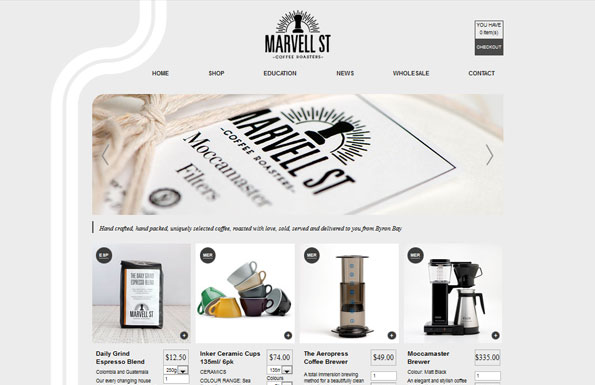 MARVELL ST
COFFEE ROASTERS
YOU HAVE
0 item(s)
CHECKOUT
HOME SHOP EDUCATION NEWS WHOLESALE CONTACT
MARVELL ST
COFFEE ROASTERS
Moccamaster
Filters
Hand crafted, hand packed, uniquely selected coffee, roasted with love, sold, served and delivered to you from Byron Bay
ESP MER MER MER
THE DAILY GRIND
ESPRESSO BLEND
MARVELL ST
Daily Grind
Espresso Blend
$12.50
Colombia and Guatemala
250g
Our every changing house
1
Inker Ceramic Cups
135ml/ 6pk
$74.00
CERAMICS
135m
COLOUR RANGE: Sea
Colours
1
The Aeropress
Coffee Brewer
$49.00
A total immersion brewing
method for a beautifully clean
1
Moccamaster
Brewer
$335.00
Colour: Matt Black
An elegant and stylish coffee
1